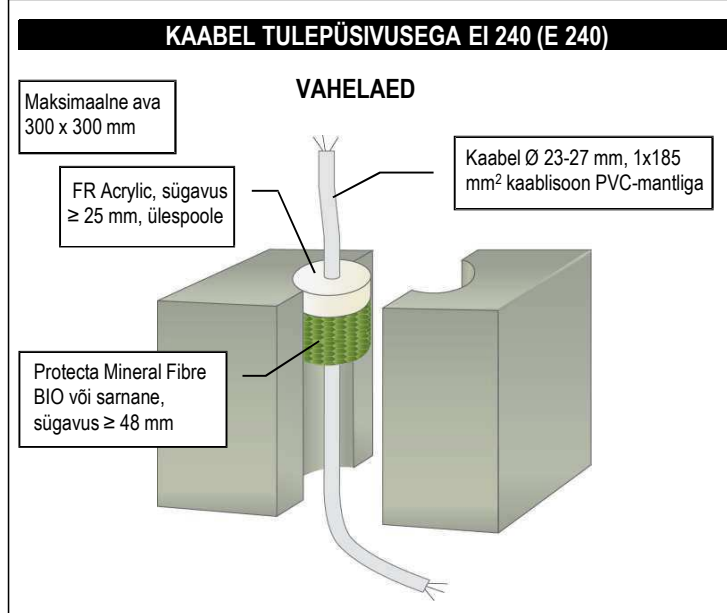 KAABEL TULEPÜSIVUSEGA EI 240 (E 240)
VAHELAED
Maksimaalne ava
300 x 300 mm
Kaabel Ø 23-27 mm, 1x185
mm² kaablisoon PVC-mantliga
FR Acrylic, sügavus
≥ 25 mm, ülespoole
Protecta Mineral Fibre
BIO või sarnane,
sügavus ≥ 48 mm